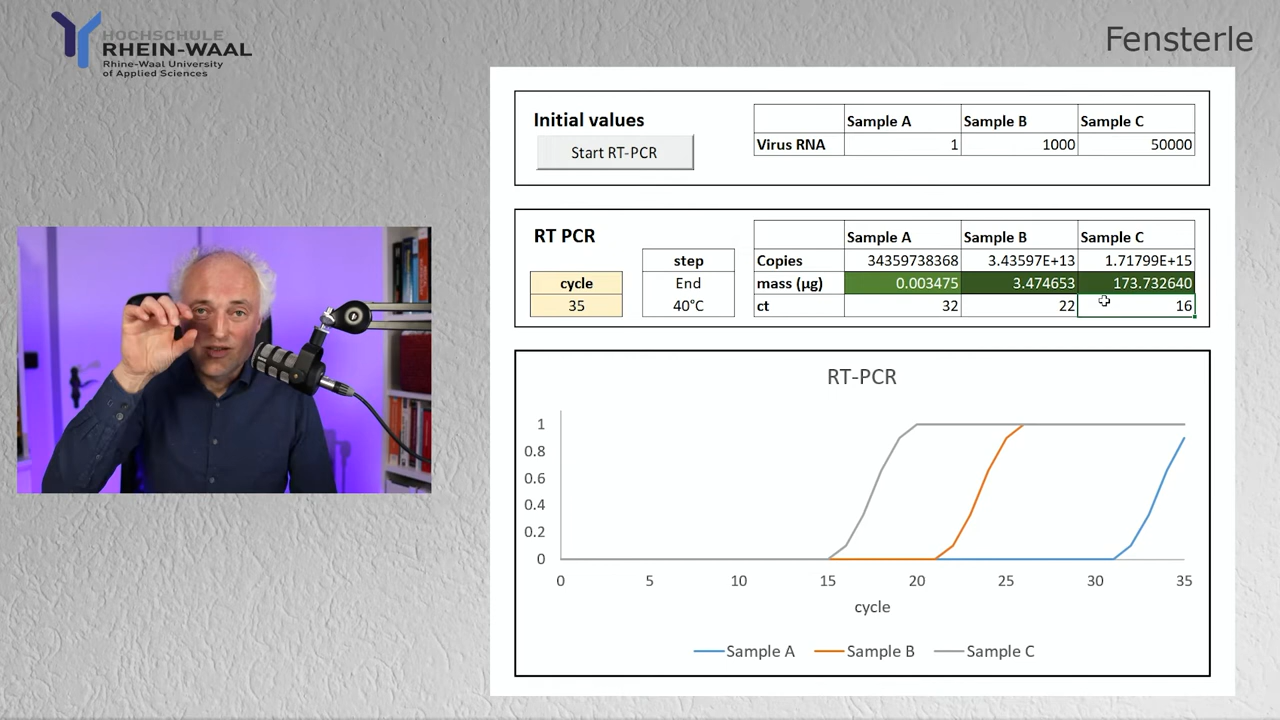 HOCHSCHULE
RHEIN-WAAL
Rhine-Waal University
of Applied Sciences
Fensterle
Initial values
Start RT-PCR
Sample A Sample B Sample C
Virus RNA 1 1000 50000
RT PCR
cycle
35
step
End
40°C
Sample A Sample B Sample C
Copies 34359738368 3.43597E+13 1.71799E+15
mass (µg) 0.003475 3.474653 173.732640
ct 32 22 16
RT-PCR
1
0.8
0.6
0.4
0.2
0
0 5 10 15 20 25 30 35
cycle
Sample A Sample B Sample C